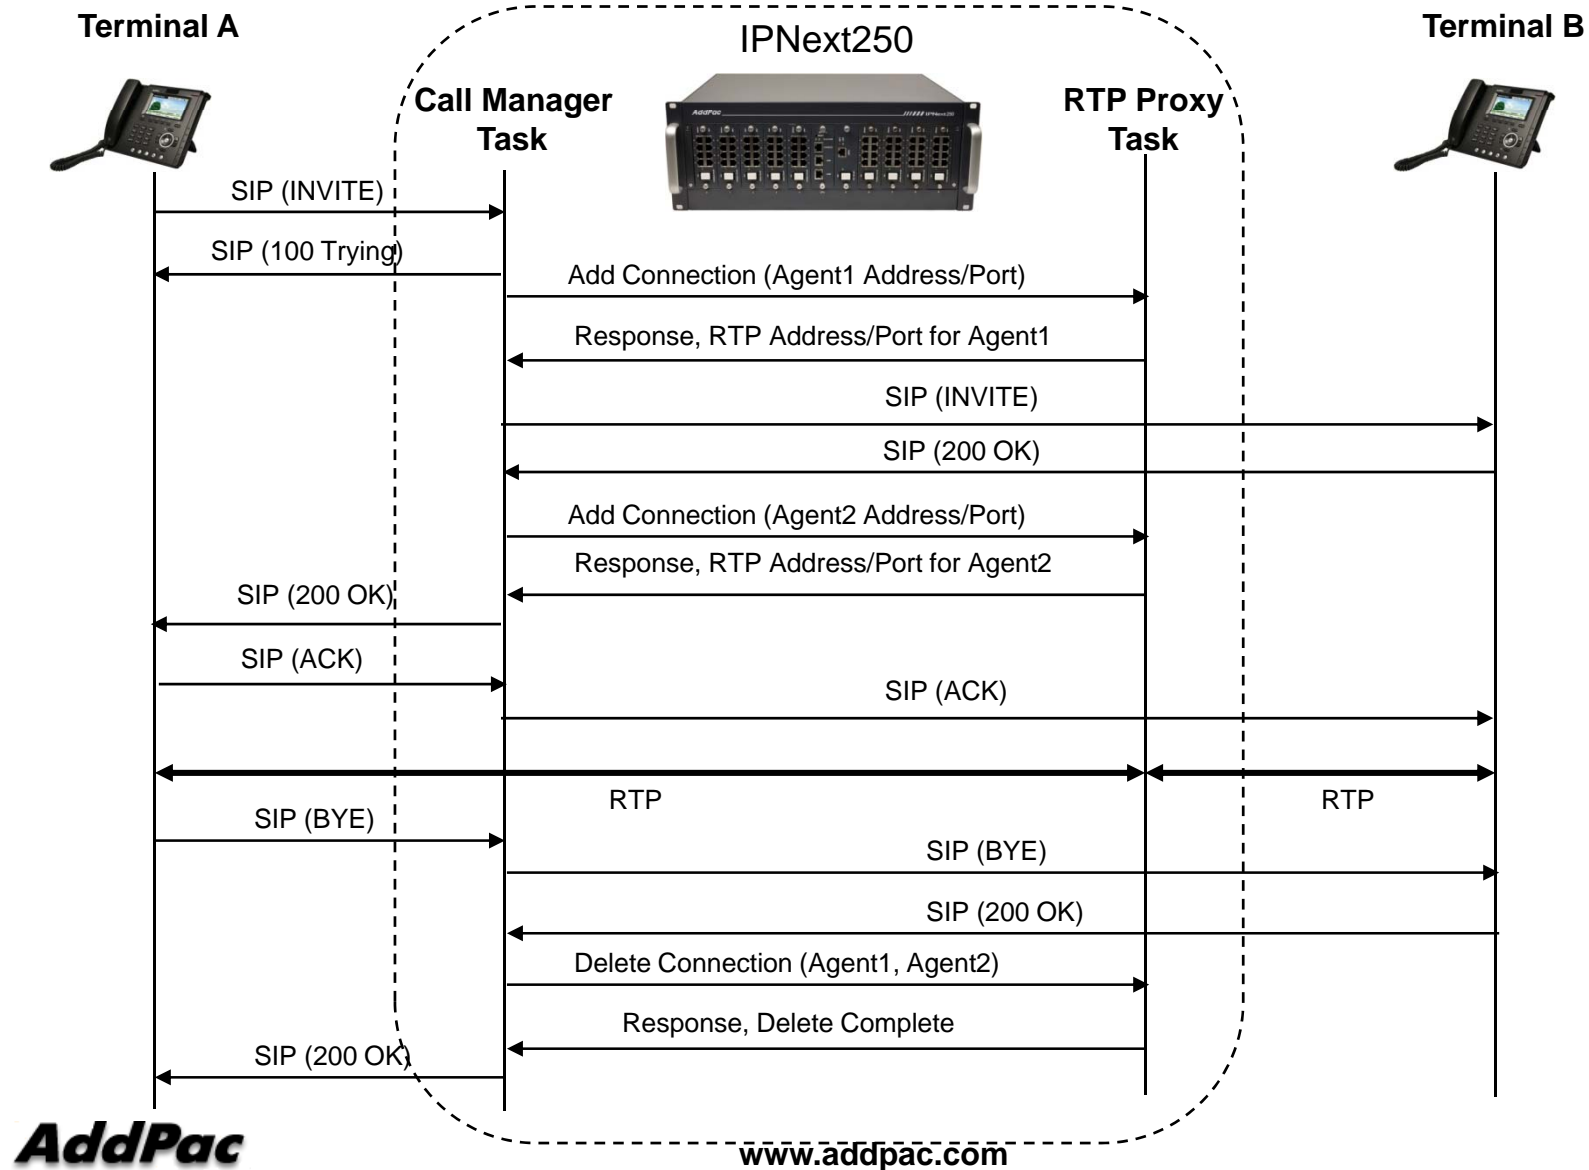 Terminal A
IPNext250
Terminal B
Call Manager
Task
RTP Proxy
Task
AddPac
IPNext250
SIP (INVITE)
SIP (100 Trying)
Add Connection (Agent1 Address/Port)
Response, RTP Address/Port for Agent1
SIP (INVITE)
SIP (200 OK)
Add Connection (Agent2 Address/Port)
Response, RTP Address/Port for Agent2
SIP (200 OK)
SIP (ACK)
SIP (ACK)
RTP
RTP
SIP (BYE)
SIP (BYE)
SIP (200 OK)
Delete Connection (Agent1, Agent2)
Response, Delete Complete
SIP (200 OK)
AddPac
www.addpac.com